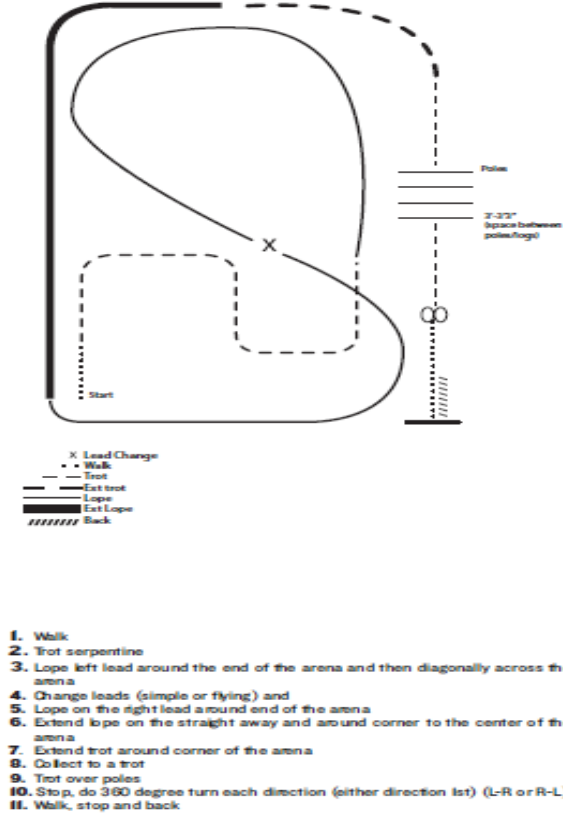 Poles
3'-3'3"
(space between
poles/logs)
X
Start
X Lead Change
Walk
Trot
Ext trot
Lope
Ext Lope
Back
1. Walk
2. Trot serpentine
3. Lope left lead around the end of the arena and then diagonally across th
arena
4. Change leads (simple or flying) and
5. Lope on the right lead around end of the arena
6. Extend lope on the straight away and around corner to the center of th
arena
7. Extend trot around corner of the arena
8. Collect to a trot
9. Trot over poles
10. Stop, do 360 degree turn each direction (either direction 1st) (L-R or R-L
11. Walk, stop and back